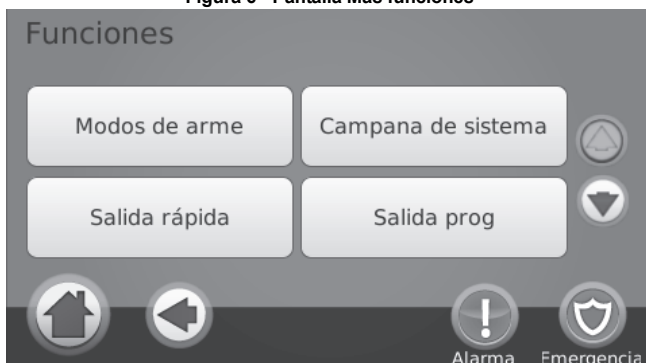 Figura 6 - Pantalla Más funciones
Funciones
Modos de arme
Campana de sistema
Salida rápida
Salida prog
Alarma
Emergencia